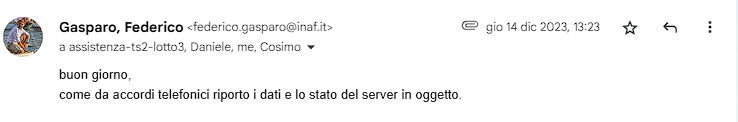 Gasparo, Federico <federico.gasparo@inaf.it> gio 14 dic 2023, 13:23
a assistenza-ts2-lotto3, Daniele, me, Cosimo
buon giorno,
come da accordi telefonici riporto i dati e lo stato del server in oggetto.